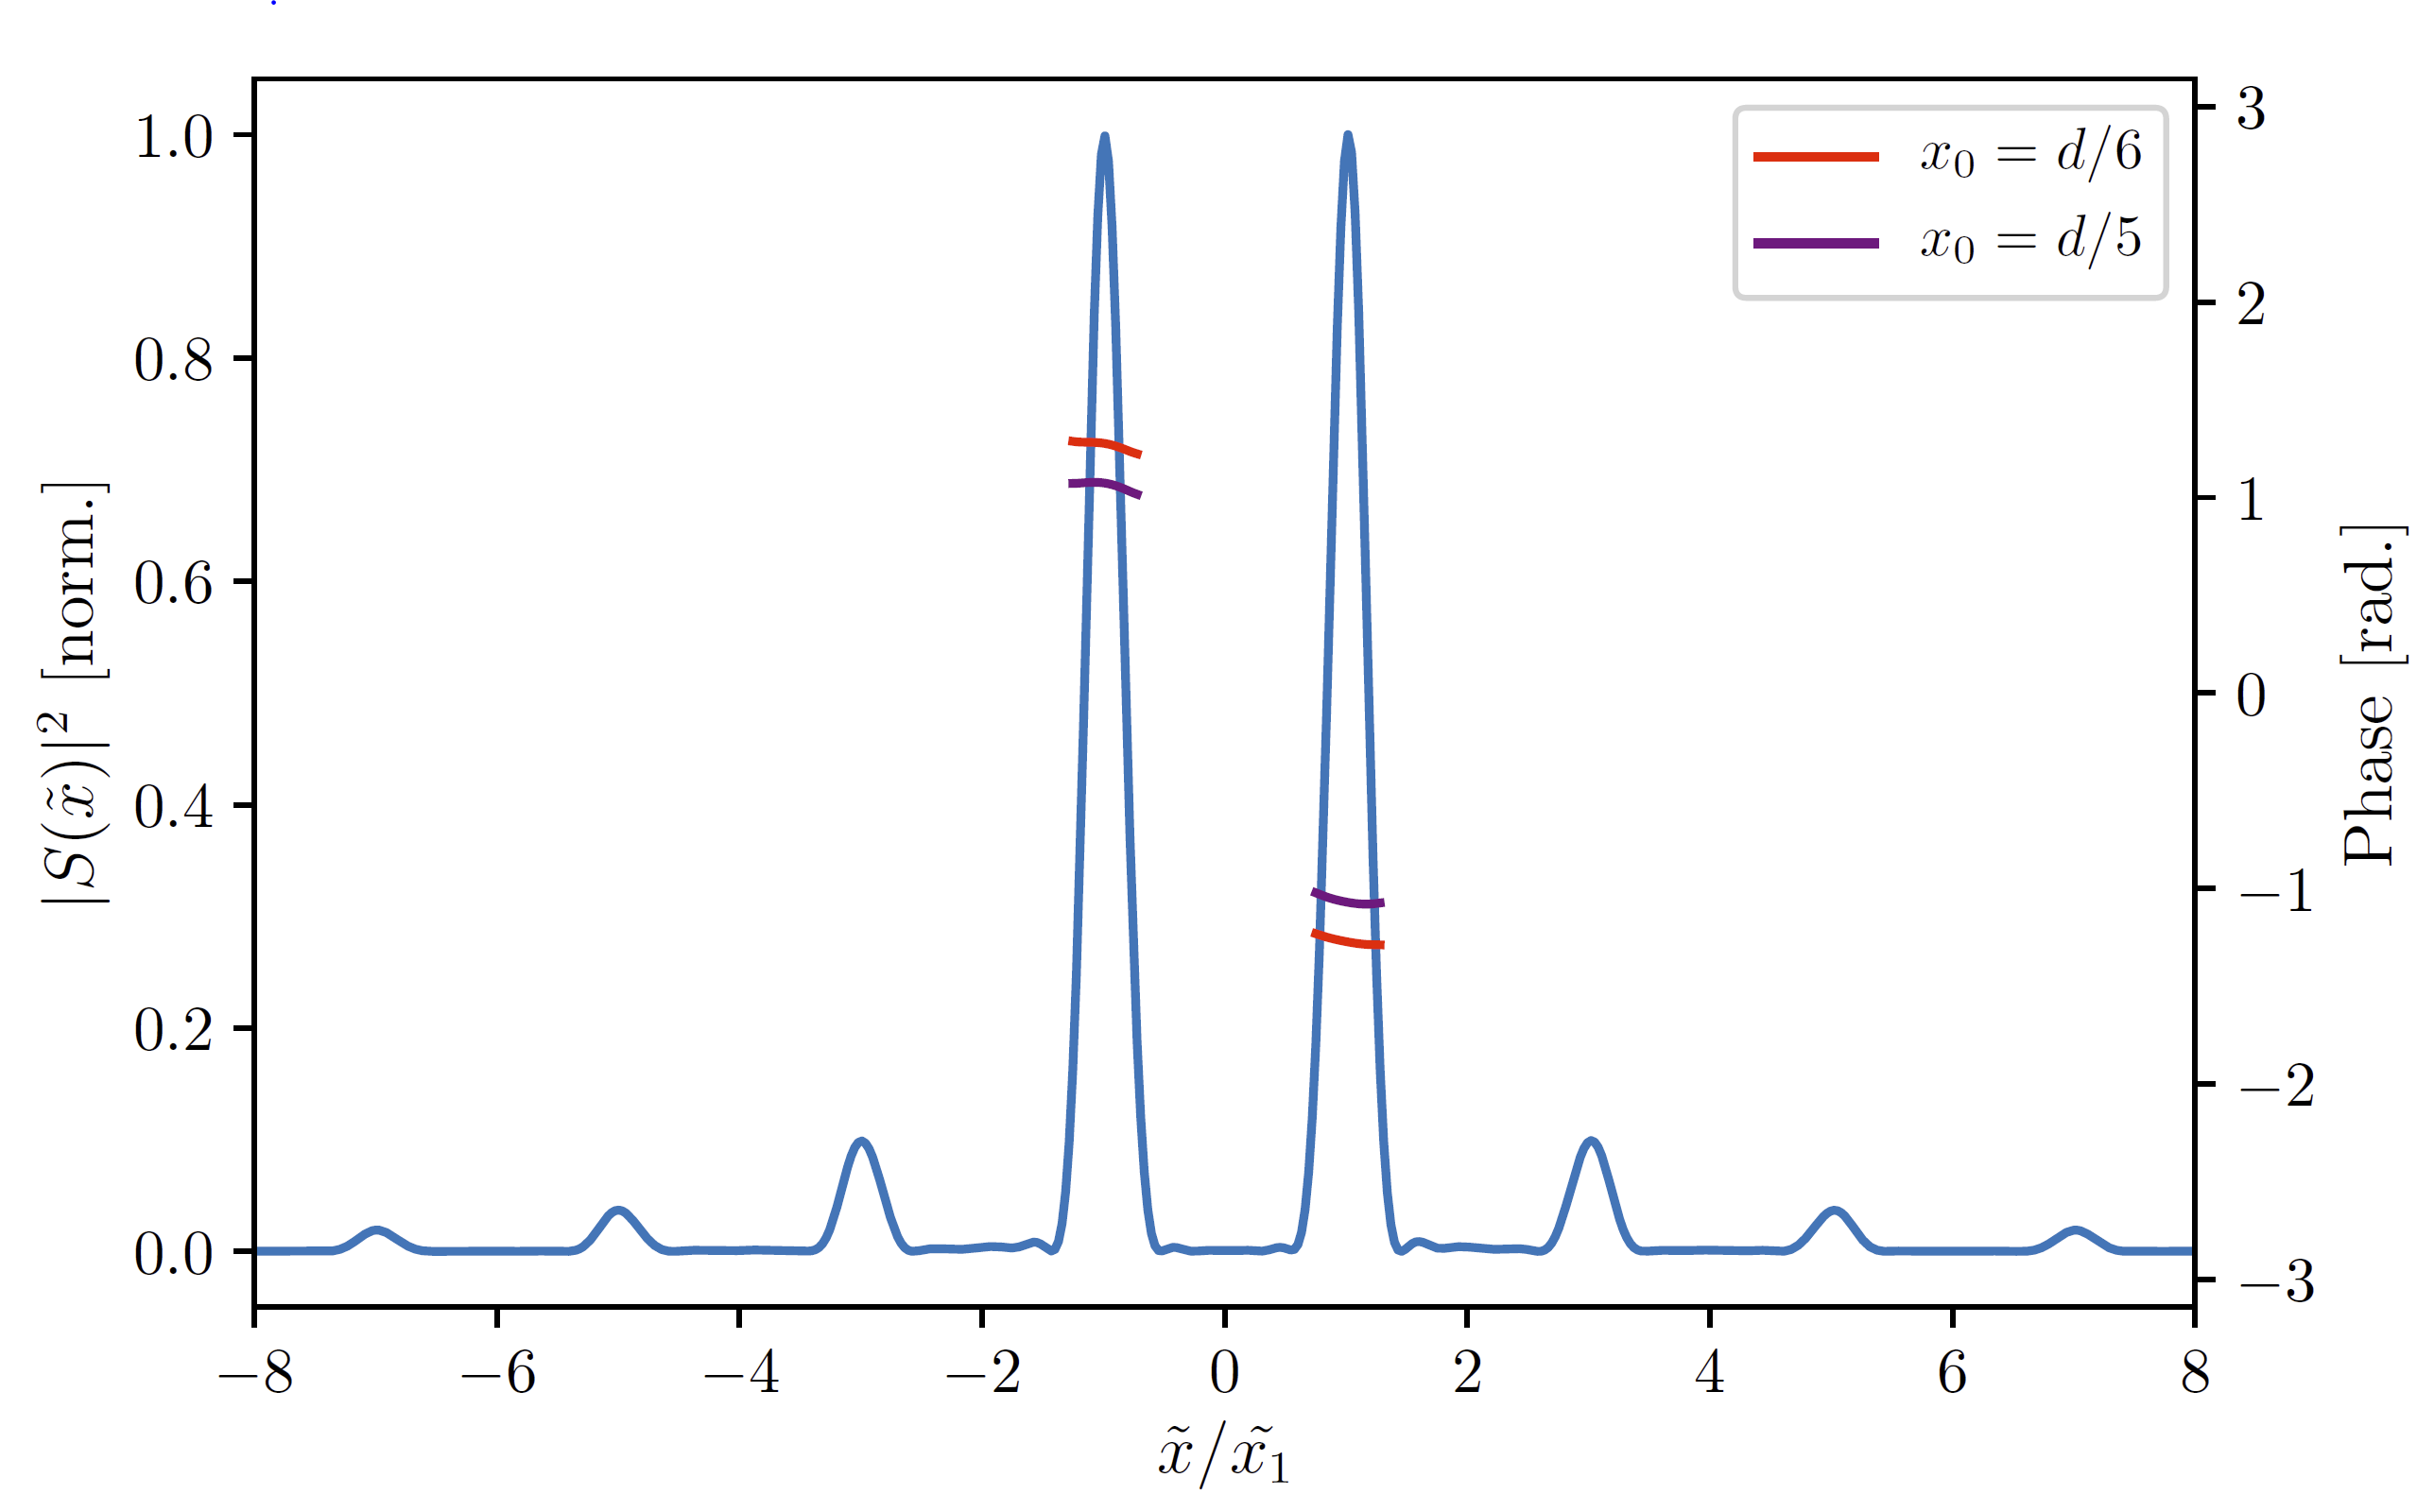 x₀ = d/6
x₀ = d/5
|S(x̃)|² [norm.]
1.0
0.8
0.6
0.4
0.2
0.0
Phase [rad.]
3
2
1
0
−1
−2
−3
−8 −6 −4 −2 0 2 4 6 8
x̃/x̃₁